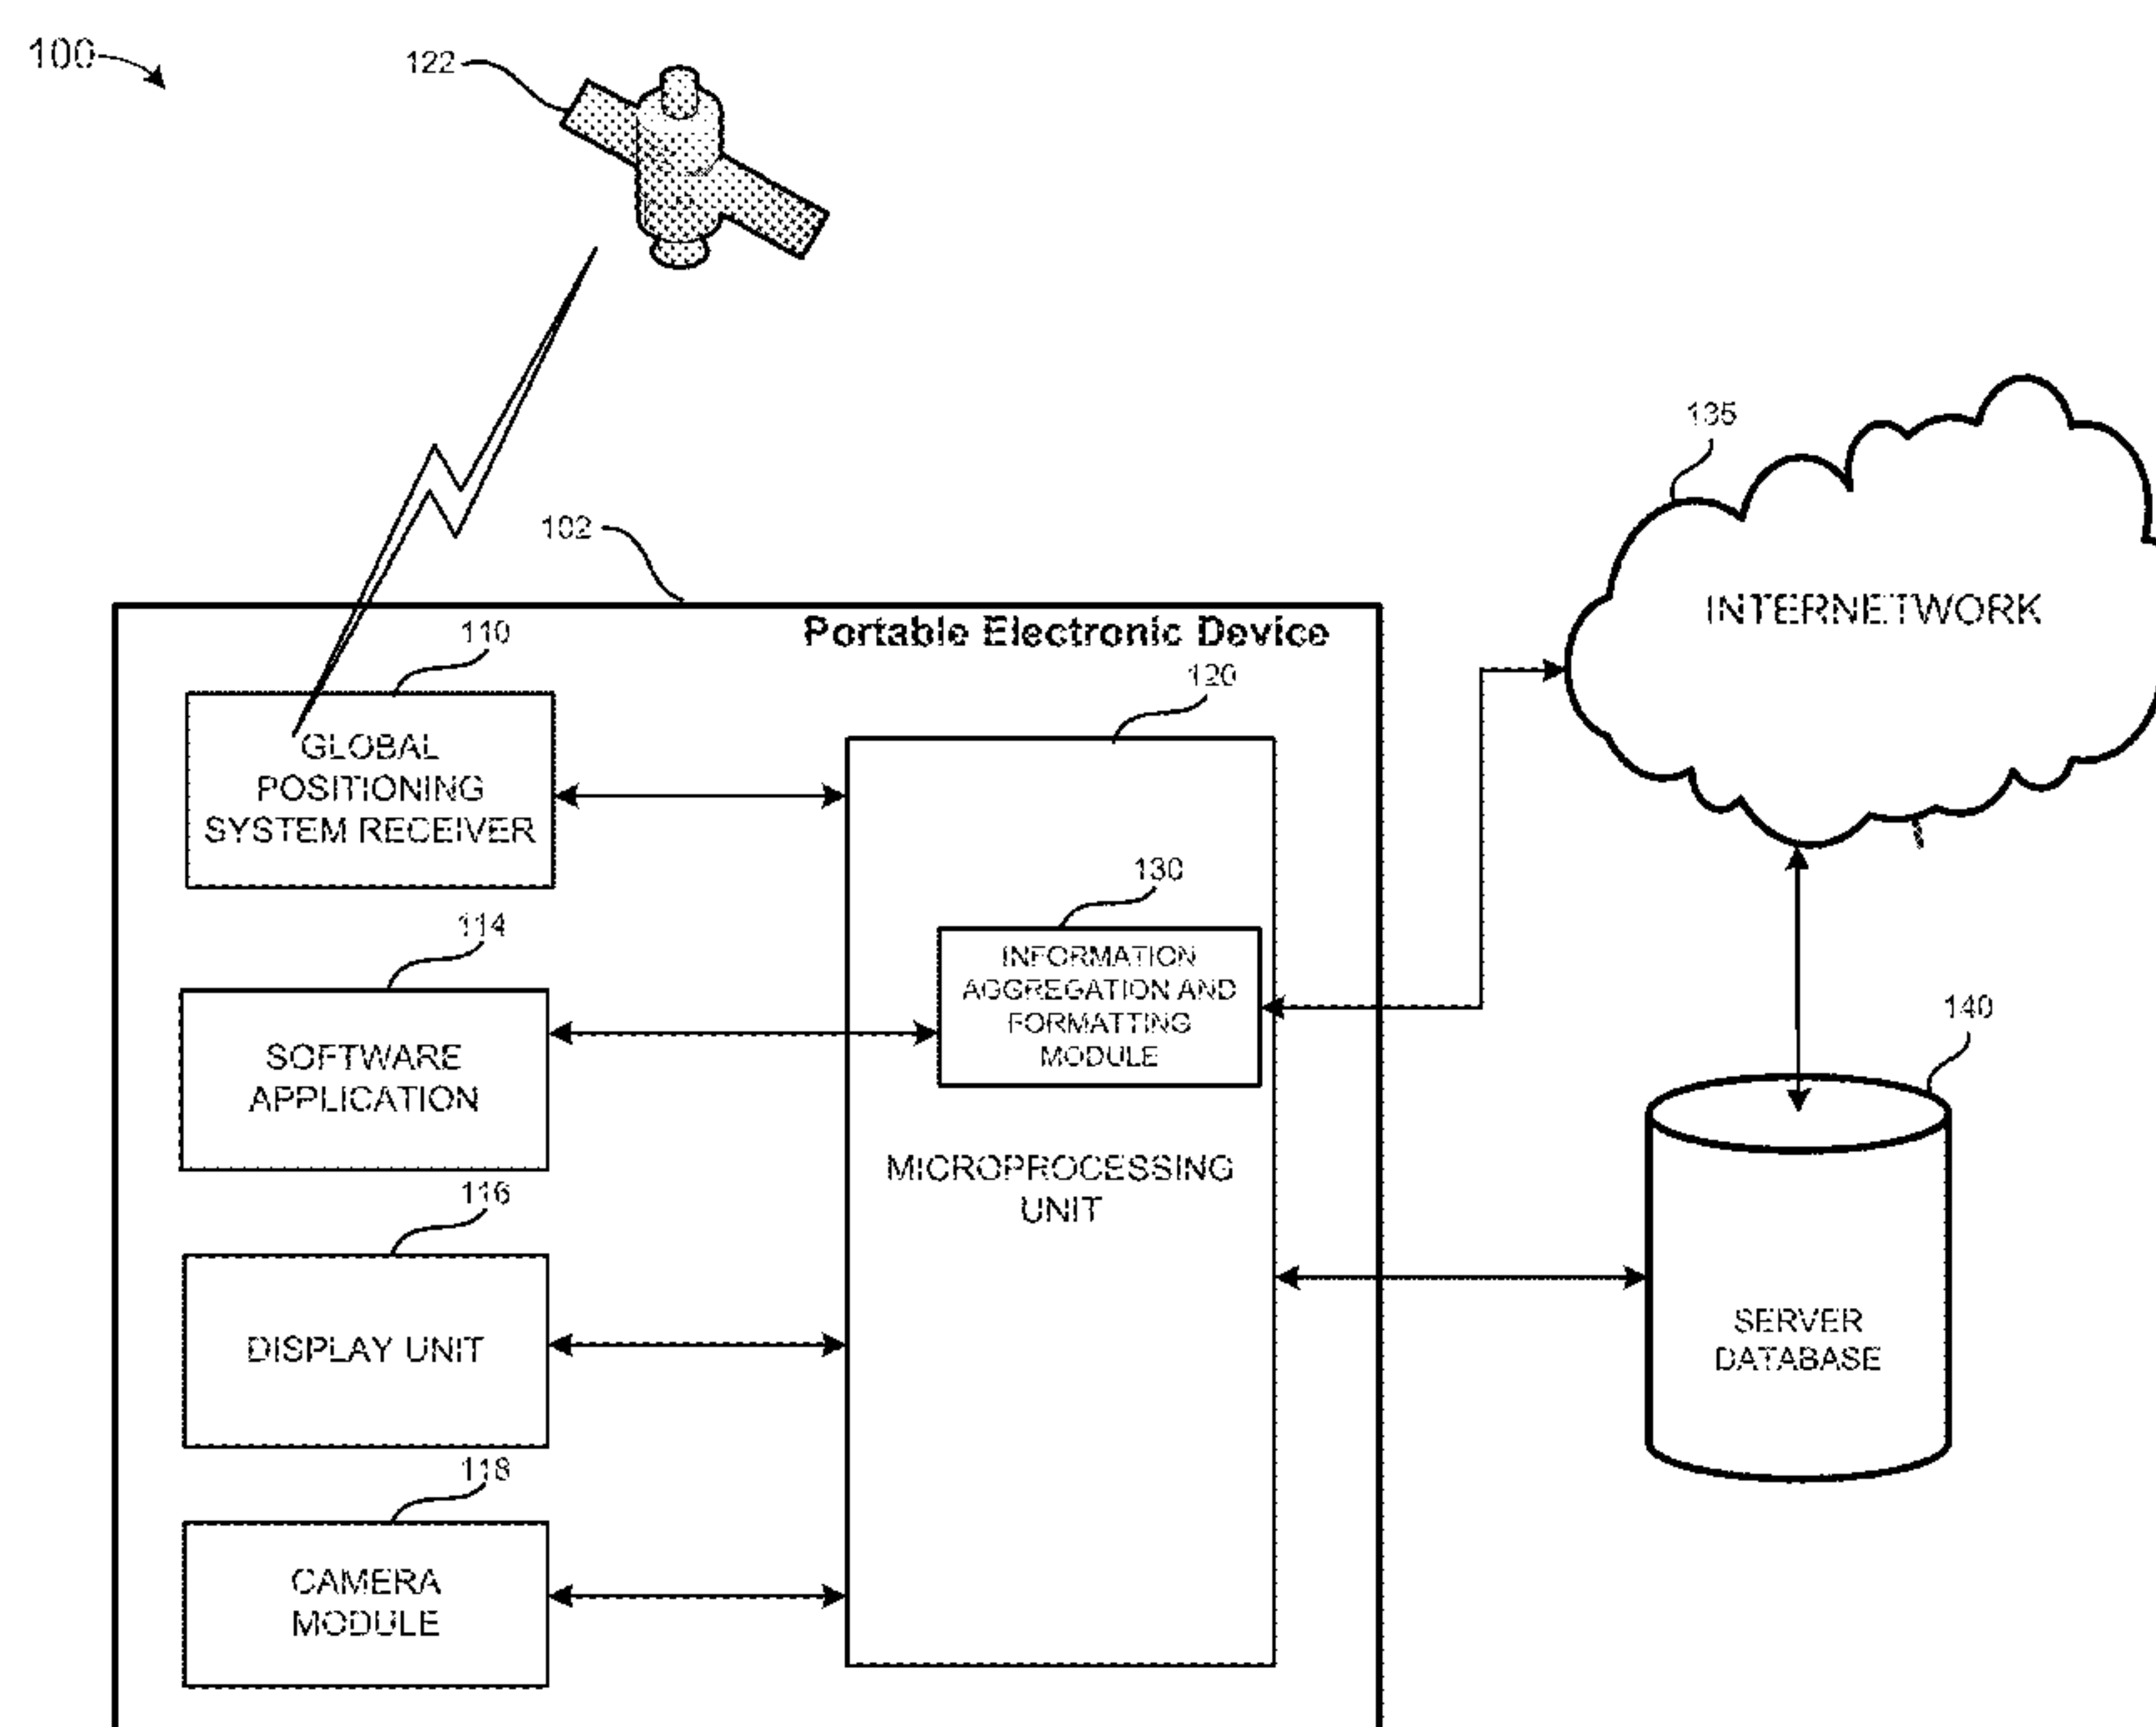 100
122
135
INTERNETWORK
102
Portable Electronic Device
110
GLOBAL
POSITIONING
SYSTEM RECEIVER
120
130
INFORMATION
AGGREGATION AND
FORMATTING
MODULE
114
SOFTWARE
APPLICATION
MICROPROCESSING
UNIT
140
SERVER
DATABASE
116
DISPLAY UNIT
118
CAMERA
MODULE